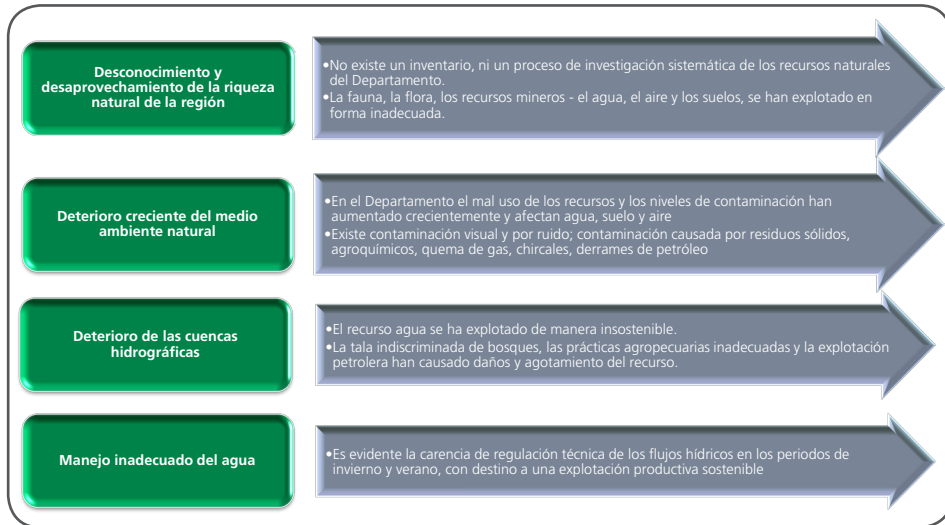 Desconocimiento y
desaprovechamiento de la riqueza
natural de la región
•No existe un inventario, ni un proceso de investigación sistemática de los recursos naturales
del Departamento.
•La fauna, la flora, los recursos mineros - el agua, el aire y los suelos, se han explotado en
forma inadecuada.
Deterioro creciente del medio
ambiente natural
•En el Departamento el mal uso de los recursos y los niveles de contaminación han
aumentado crecientemente y afectan agua, suelo y aire
•Existe contaminación visual y por ruido; contaminación causada por residuos sólidos,
agroquímicos, quema de gas, chircales, derrames de petróleo
Deterioro de las cuencas
hidrográficas
•El recurso agua se ha explotado de manera insostenible.
•La tala indiscriminada de bosques, las prácticas agropecuarias inadecuadas y la explotación
petrolera han causado daños y agotamiento del recurso.
Manejo inadecuado del agua
•Es evidente la carencia de regulación técnica de los flujos hídricos en los periodos de
invierno y verano, con destino a una explotación productiva sostenible